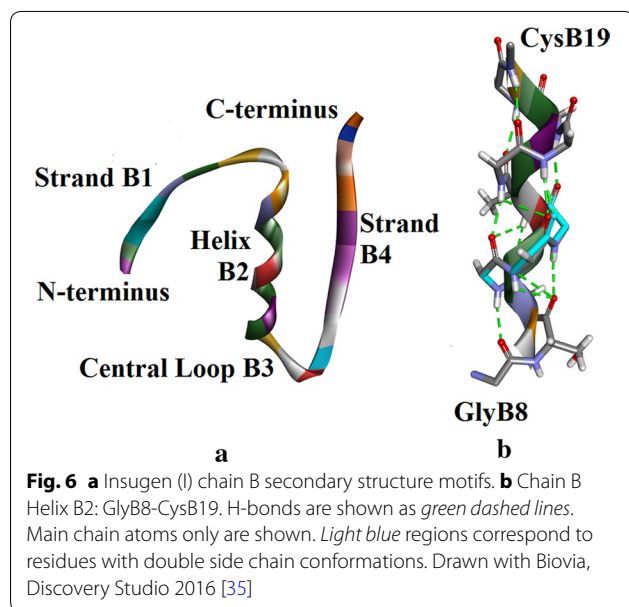 CysB19
C-terminus
Strand B1
Helix
B2
Strand
B4
N-terminus
Central Loop B3
GlyB8
a
b
Fig. 6 a Insugen (I) chain B secondary structure motifs. b Chain B
Helix B2: GlyB8-CysB19. H-bonds are shown as green dashed lines.
Main chain atoms only are shown. Light blue regions correspond to
residues with double side chain conformations. Drawn with Biovia,
Discovery Studio 2016 [35]